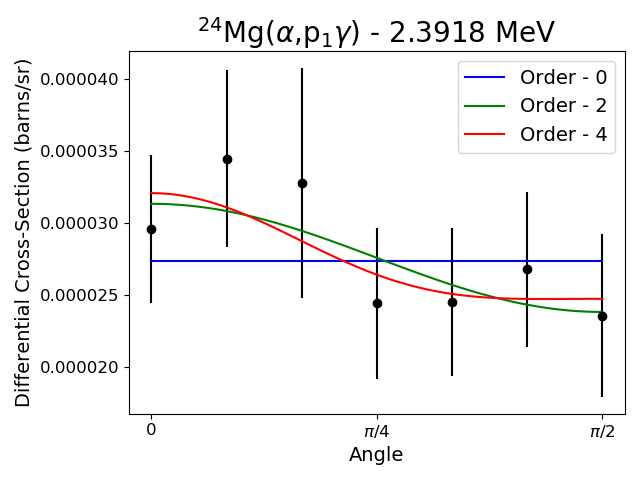 ²⁴Mg(α,p₁γ) - 2.3918 MeV
Order - 0
Order - 2
Order - 4
Differential Cross-Section (barns/sr)
0.000040
0.000035
0.000030
0.000025
0.000020
0 π/4 π/2
Angle